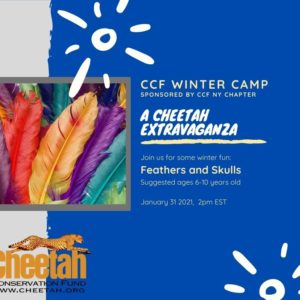 CCF WINTER CAMP
SPONSORED BY CCF NY CHAPTER
A CHEETAH
EXTRAVAGANZA
Join us for some winter fun:
Feathers and Skulls
Suggested ages 6-10 years old
January 31 2021, 2pm EST
Cheetah
CONSERVATION FUND
WWW.CHEETAH.ORG